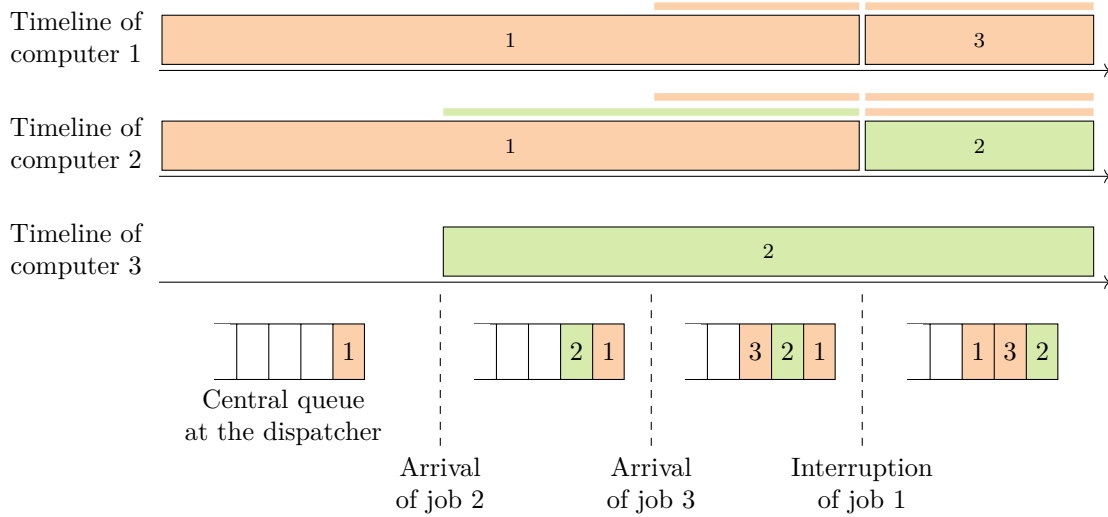 Timeline of
computer 1
1
3
Timeline of
computer 2
1
2
Timeline of
computer 3
2
1
2 1
3 2 1
1 3 2
Central queue
at the dispatcher
Arrival
of job 2
Arrival
of job 3
Interruption
of job 1